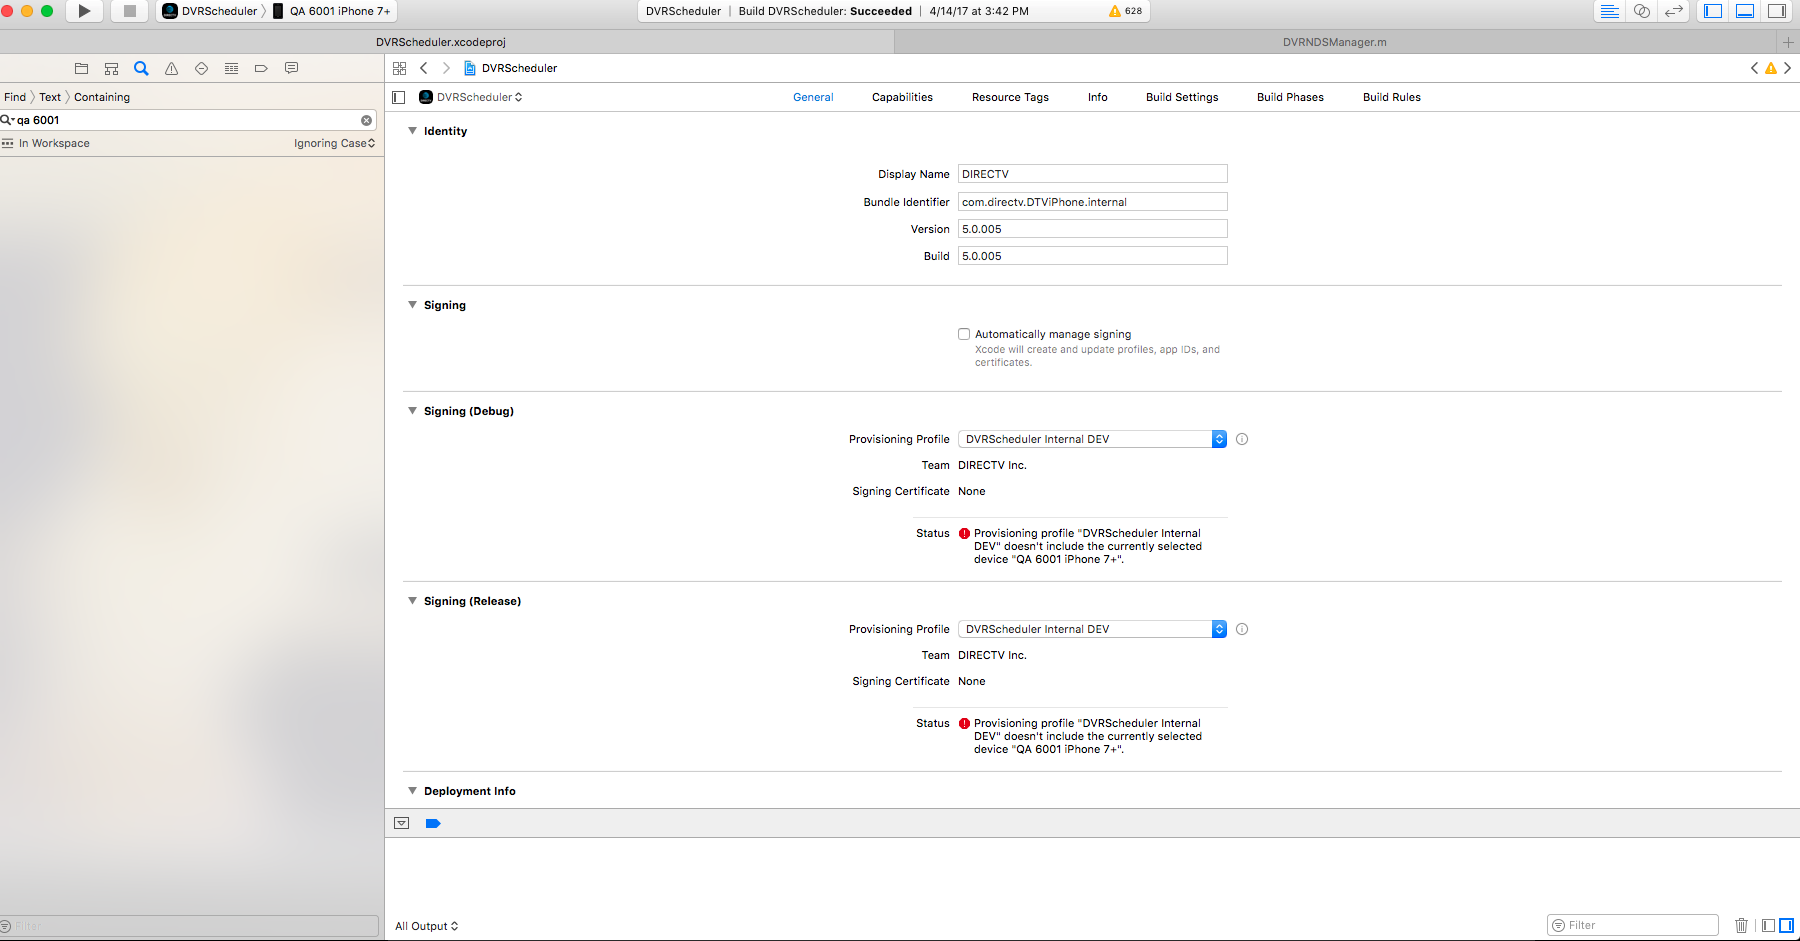 DVRScheduler 〉 QA 6001 iPhone 7+
DVRScheduler | Build DVRScheduler: Succeeded | 4/14/17 at 3:42 PM 628
DVRScheduler.xcodeproj
DVRNDSManager.m
DVRScheduler
Find 〉 Text 〉 Containing
qa 6001
In Workspace Ignoring Case
DVRScheduler
General Capabilities Resource Tags Info Build Settings Build Phases Build Rules
Identity
Display Name DIRECTV
Bundle Identifier com.directv.DTViPhone.internal
Version 5.0.005
Build 5.0.005
Signing
Automatically manage signing
Xcode will create and update profiles, app IDs, and
certificates.
Signing (Debug)
Provisioning Profile DVRScheduler Internal DEV
Team DIRECTV Inc.
Signing Certificate None
Status Provisioning profile "DVRScheduler Internal
DEV" doesn't include the currently selected
device "QA 6001 iPhone 7+".
Signing (Release)
Provisioning Profile DVRScheduler Internal DEV
Team DIRECTV Inc.
Signing Certificate None
Status Provisioning profile "DVRScheduler Internal
DEV" doesn't include the currently selected
device "QA 6001 iPhone 7+".
Deployment Info
Filter
All Output
Filter